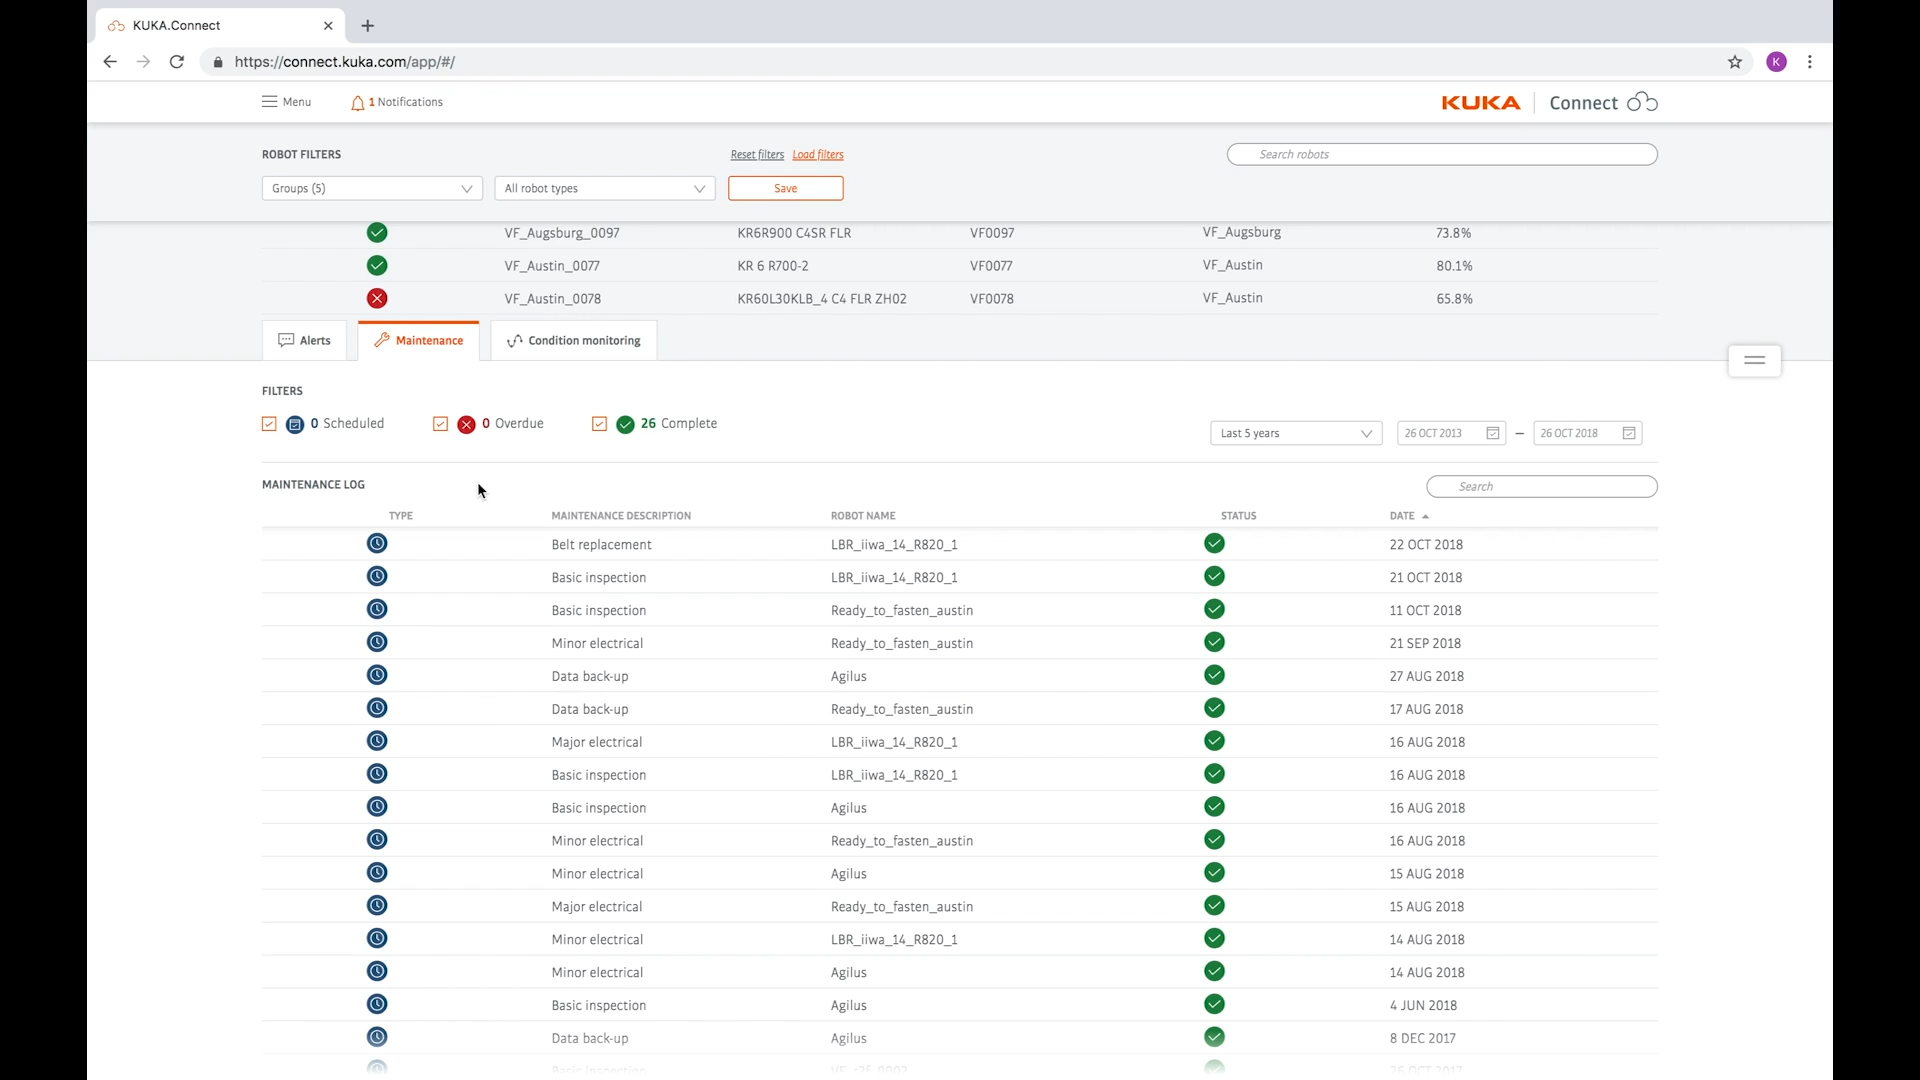 KUKA.Connect
https://connect.kuka.com/app/#/
K
Menu
1 Notifications
KUKA Connect
ROBOT FILTERS
Reset filters Load filters
Search robots
Groups (5)
All robot types
Save
VF_Augsburg_0097 KR6R900 C4SR FLR VF0097 VF_Augsburg 73.8%
VF_Austin_0077 KR 6 R700-2 VF0077 VF_Austin 80.1%
VF_Austin_0078 KR60L30KLB_4 C4 FLR ZH02 VF0078 VF_Austin 65.8%
Alerts Maintenance Condition monitoring
FILTERS
0 Scheduled 0 Overdue 26 Complete
Last 5 years 26 OCT 2013 – 26 OCT 2018
MAINTENANCE LOG
Search
TYPE MAINTENANCE DESCRIPTION ROBOT NAME STATUS DATE
Belt replacement LBR_iiwa_14_R820_1 22 OCT 2018
Basic inspection LBR_iiwa_14_R820_1 21 OCT 2018
Basic inspection Ready_to_fasten_austin 11 OCT 2018
Minor electrical Ready_to_fasten_austin 21 SEP 2018
Data back-up Agilus 27 AUG 2018
Data back-up Ready_to_fasten_austin 17 AUG 2018
Major electrical LBR_iiwa_14_R820_1 16 AUG 2018
Basic inspection LBR_iiwa_14_R820_1 16 AUG 2018
Basic inspection Agilus 16 AUG 2018
Minor electrical Ready_to_fasten_austin 16 AUG 2018
Minor electrical Agilus 15 AUG 2018
Major electrical Ready_to_fasten_austin 15 AUG 2018
Minor electrical LBR_iiwa_14_R820_1 14 AUG 2018
Minor electrical Agilus 14 AUG 2018
Basic inspection Agilus 4 JUN 2018
Data back-up Agilus 8 DEC 2017
Basic inspection 26 OCT 2017